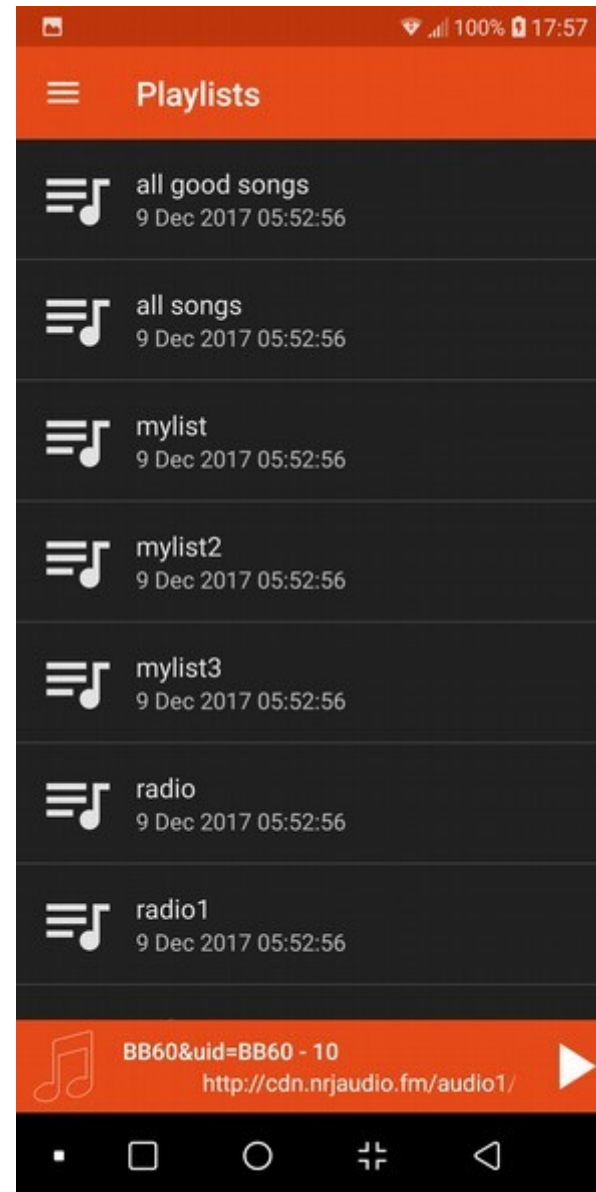 100% 17:57
Playlists
all good songs
9 Dec 2017 05:52:56
all songs
9 Dec 2017 05:52:56
mylist
9 Dec 2017 05:52:56
mylist2
9 Dec 2017 05:52:56
mylist3
9 Dec 2017 05:52:56
radio
9 Dec 2017 05:52:56
radio1
9 Dec 2017 05:52:56
BB60&uid=BB60 - 10
http://cdn.nrjaudio.fm/audio1/